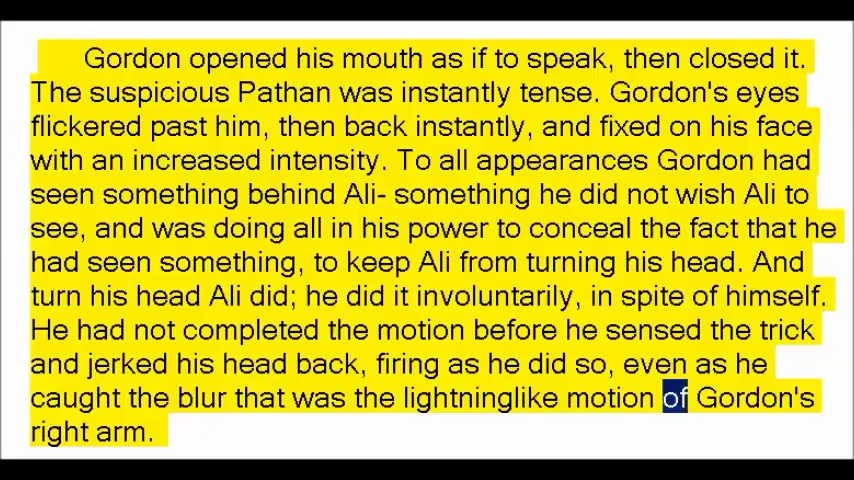 Gordon opened his mouth as if to speak, then closed it.
The suspicious Pathan was instantly tense. Gordon's eyes
flickered past him, then back instantly, and fixed on his face
with an increased intensity. To all appearances Gordon had
seen something behind Ali- something he did not wish Ali to
see, and was doing all in his power to conceal the fact that he
had seen something, to keep Ali from turning his head. And
turn his head Ali did; he did it involuntarily, in spite of himself.
He had not completed the motion before he sensed the trick
and jerked his head back, firing as he did so, even as he
caught the blur that was the lightninglike motion of Gordon's
right arm.